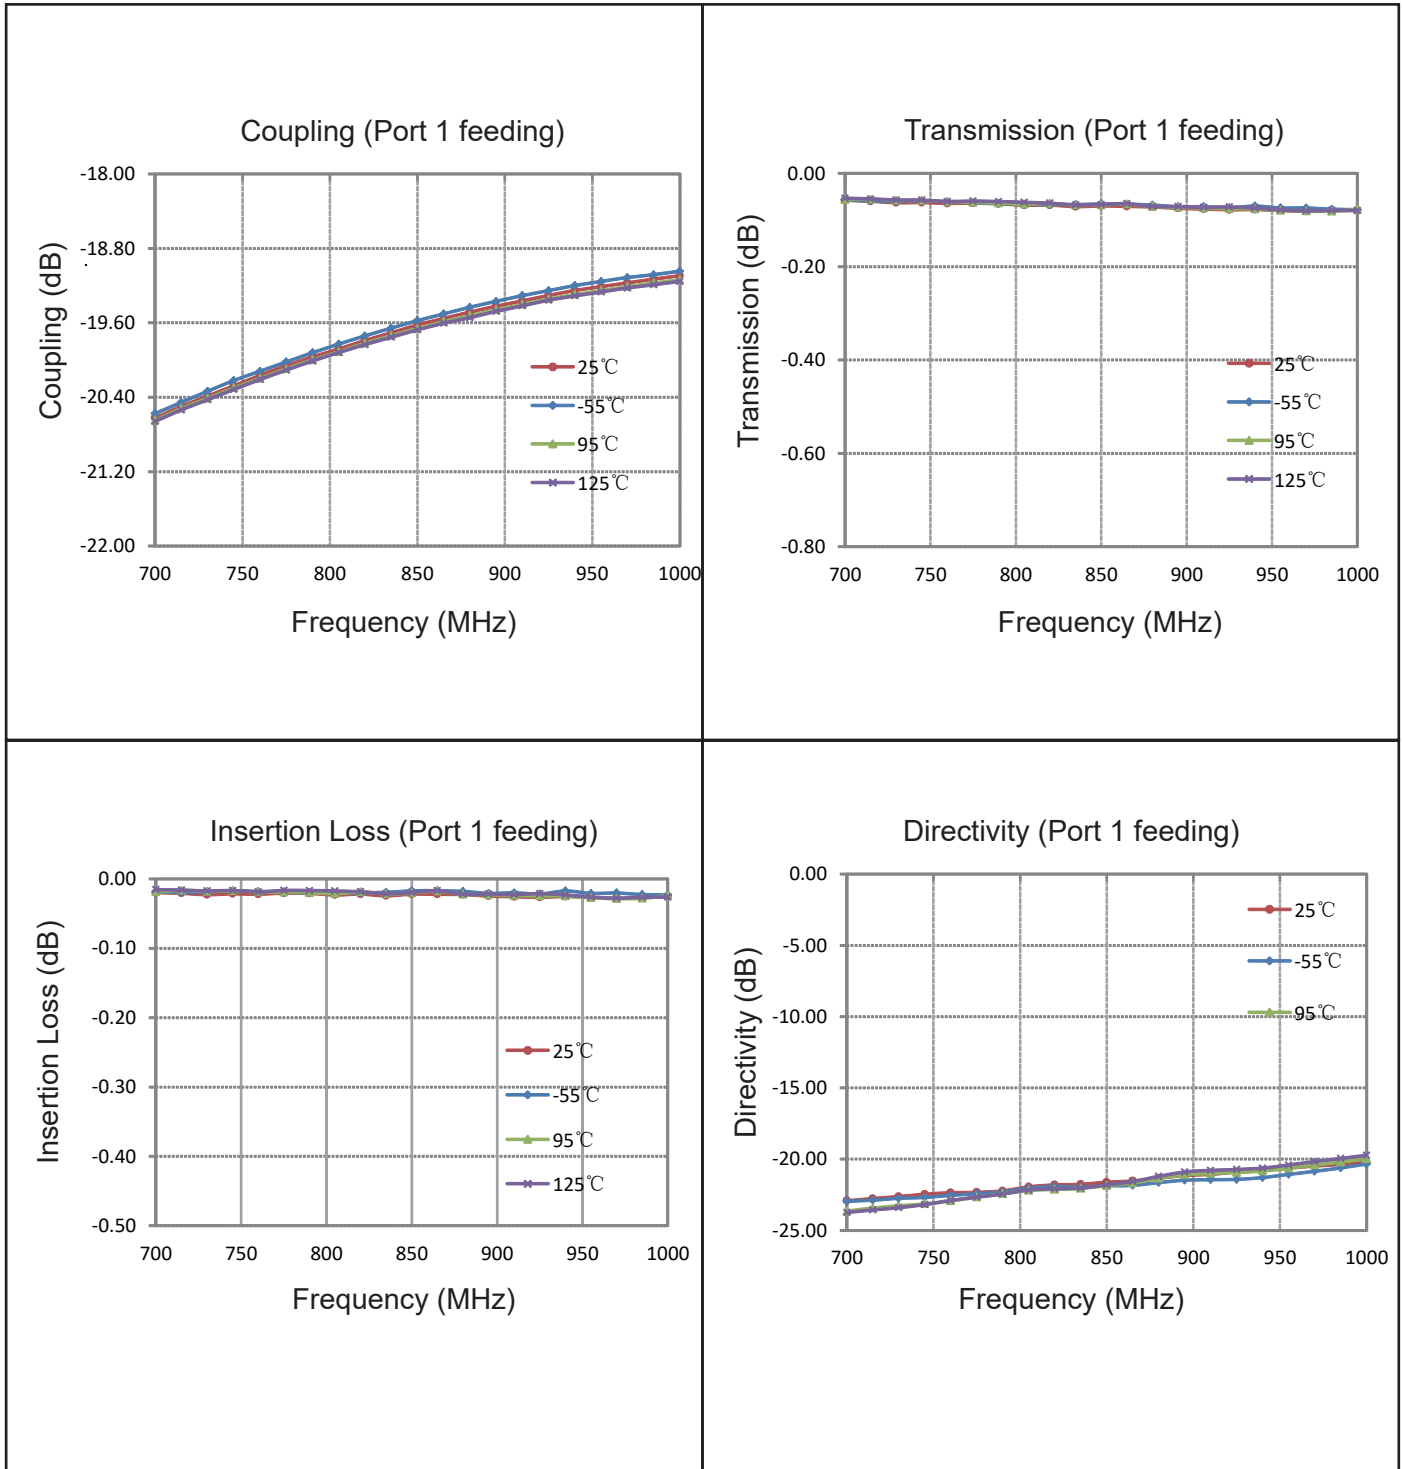 Coupling (Port 1 feeding)
Coupling (dB)
-18.00
-18.80
-19.60
-20.40
-21.20
-22.00
25℃
-55℃
95℃
125℃
700 750 800 850 900 950 1000
Frequency (MHz)
Transmission (Port 1 feeding)
Transmission (dB)
0.00
-0.20
-0.40
-0.60
-0.80
25℃
-55℃
95℃
125℃
700 750 800 850 900 950 1000
Frequency (MHz)
Insertion Loss (Port 1 feeding)
Insertion Loss (dB)
0.00
-0.10
-0.20
-0.30
-0.40
-0.50
25℃
-55℃
95℃
125℃
700 750 800 850 900 950 1000
Frequency (MHz)
Directivity (Port 1 feeding)
Directivity (dB)
0.00
-5.00
-10.00
-15.00
-20.00
-25.00
25℃
-55℃
95℃
700 750 800 850 900 950 1000
Frequency (MHz)